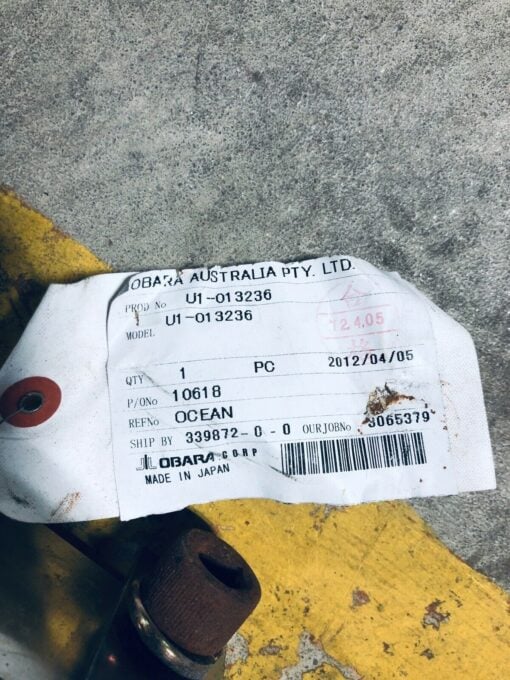 OBARA AUSTRALIA PTY. LTD.
PROD No U1-013236
MODEL U1-013236
12.4.05
QTY 1 PC 2012/04/05
P/ONo 10618
REFNo OCEAN
SHIP BY 339872-0-0 OURJOBNo 3065379
OBARA CORP
MADE IN JAPAN